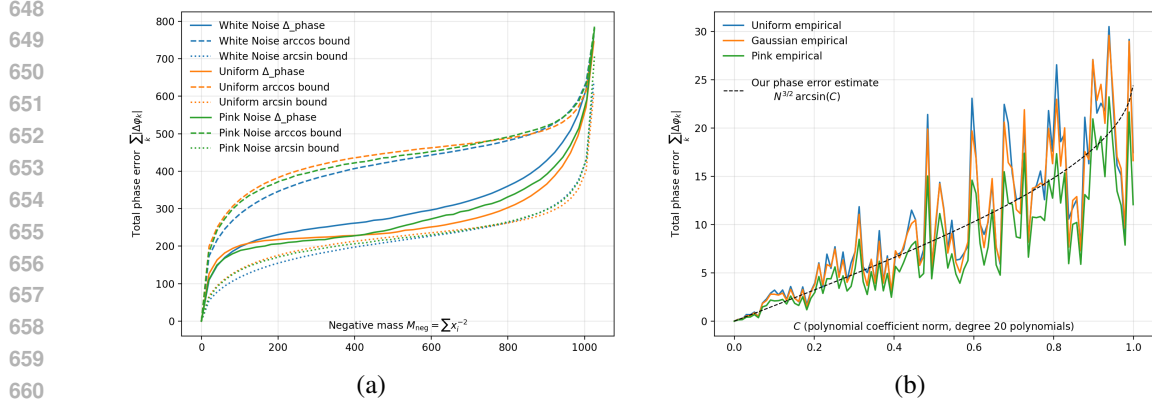 648
649
650
651
652
653
654
655
656
657
658
659
660
800
700
600
500
400
300
200
100
0
Total phase error ∑|Δφₖ|
k
White Noise Δ_phase
White Noise arccos bound
White Noise arcsin bound
Uniform Δ_phase
Uniform arccos bound
Uniform arcsin bound
Pink Noise Δ_phase
Pink Noise arccos bound
Pink Noise arcsin bound
Negative mass M_neg = ∑ x_i^-2
0 200 400 600 800 1000
(a)
30
25
20
15
10
5
0
Total phase error ∑|Δφₖ|
k
Uniform empirical
Gaussian empirical
Pink empirical
Our phase error estimate
N^3/2 arcsin(C)
C (polynomial coefficient norm, degree 20 polynomials)
0.0 0.2 0.4 0.6 0.8 1.0
(b)